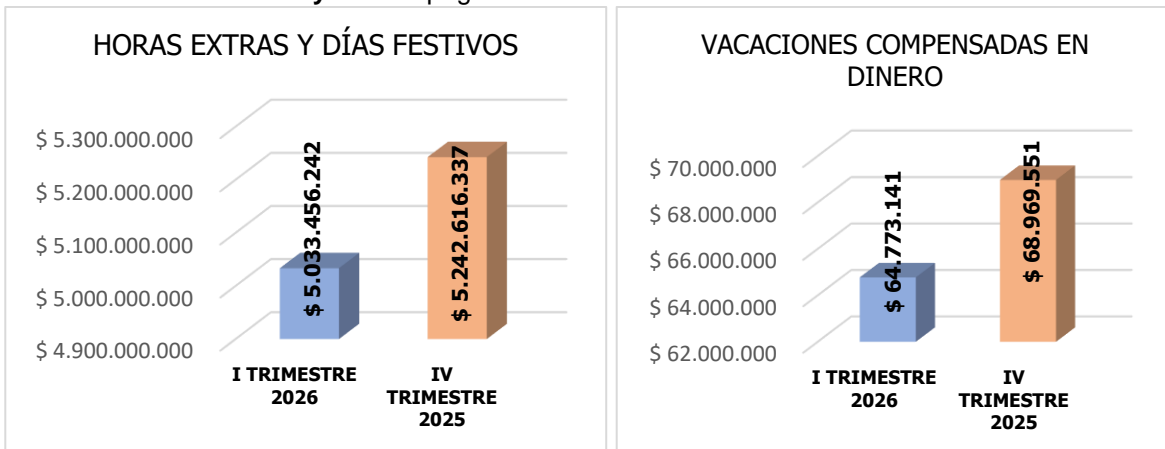 HORAS EXTRAS Y DÍAS FESTIVOS
$ 5.300.000.000
$ 5.200.000.000
$ 5.100.000.000
$ 5.000.000.000
$ 4.900.000.000
$ 5.033.456.242
$ 5.242.616.337
I TRIMESTRE
2026
IV
TRIMESTRE
2025
VACACIONES COMPENSADAS EN
DINERO
$ 70.000.000
$ 68.000.000
$ 66.000.000
$ 64.000.000
$ 62.000.000
$ 64.773.141
$ 68.969.551
I TRIMESTRE
2026
IV
TRIMESTRE
2025